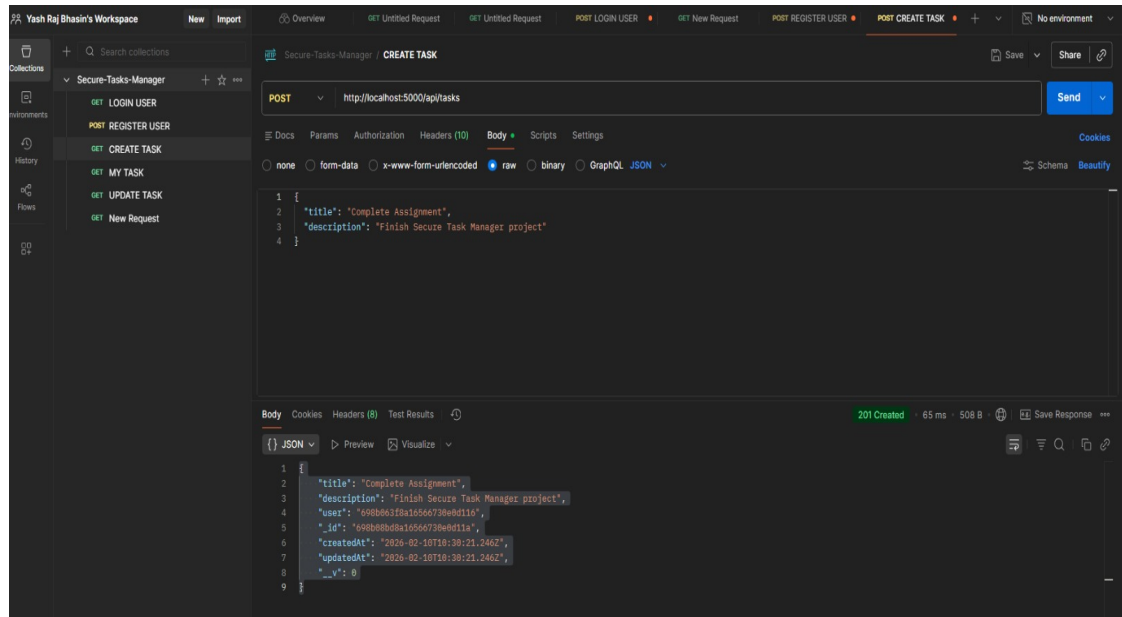 Yash Raj Bhasin's Workspace New Import Overview GET Untitled Request GET Untitled Request POST LOGIN USER GET New Request POST REGISTER USER POST CREATE TASK No environment
Collections
Search collections
Secure-Tasks-Manager / CREATE TASK Save Share
Secure-Tasks-Manager
GET LOGIN USER
POST REGISTER USER
GET CREATE TASK
GET MY TASK
GET UPDATE TASK
GET New Request
nvironments
History
Flows
POST http://localhost:5000/api/tasks Send
Docs Params Authorization Headers (10) Body Scripts Settings Cookies
none form-data x-www-form-urlencoded raw binary GraphQL JSON Schema Beautify
1 {
2 "title": "Complete Assignment",
3 "description": "Finish Secure Task Manager project"
4 }
Body Cookies Headers (8) Test Results 201 Created 65 ms 508 B Save Response
{} JSON Preview Visualize
1 {
2 "title": "Complete Assignment",
3 "description": "Finish Secure Task Manager project",
4 "user": "698b063f8a16566730e0d116",
5 "_id": "698b08bd8a16566730e0d11a",
6 "createdAt": "2026-02-10T10:30:21.246Z",
7 "updatedAt": "2026-02-10T10:30:21.246Z",
8 "__v": 0
9 }